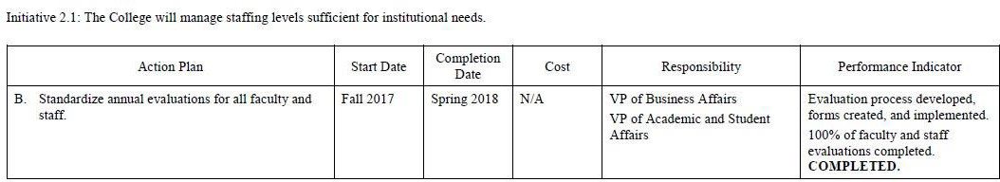 Initiative 2.1: The College will manage staffing levels sufficient for institutional needs.
Action Plan
Start Date
Completion
Date
Cost
Responsibility
Performance Indicator
B. Standardize annual evaluations for all faculty and
staff.
Fall 2017
Spring 2018
N/A
VP of Business Affairs
VP of Academic and Student
Affairs
Evaluation process developed,
forms created, and implemented.
100% of faculty and staff
evaluations completed.
COMPLETED.